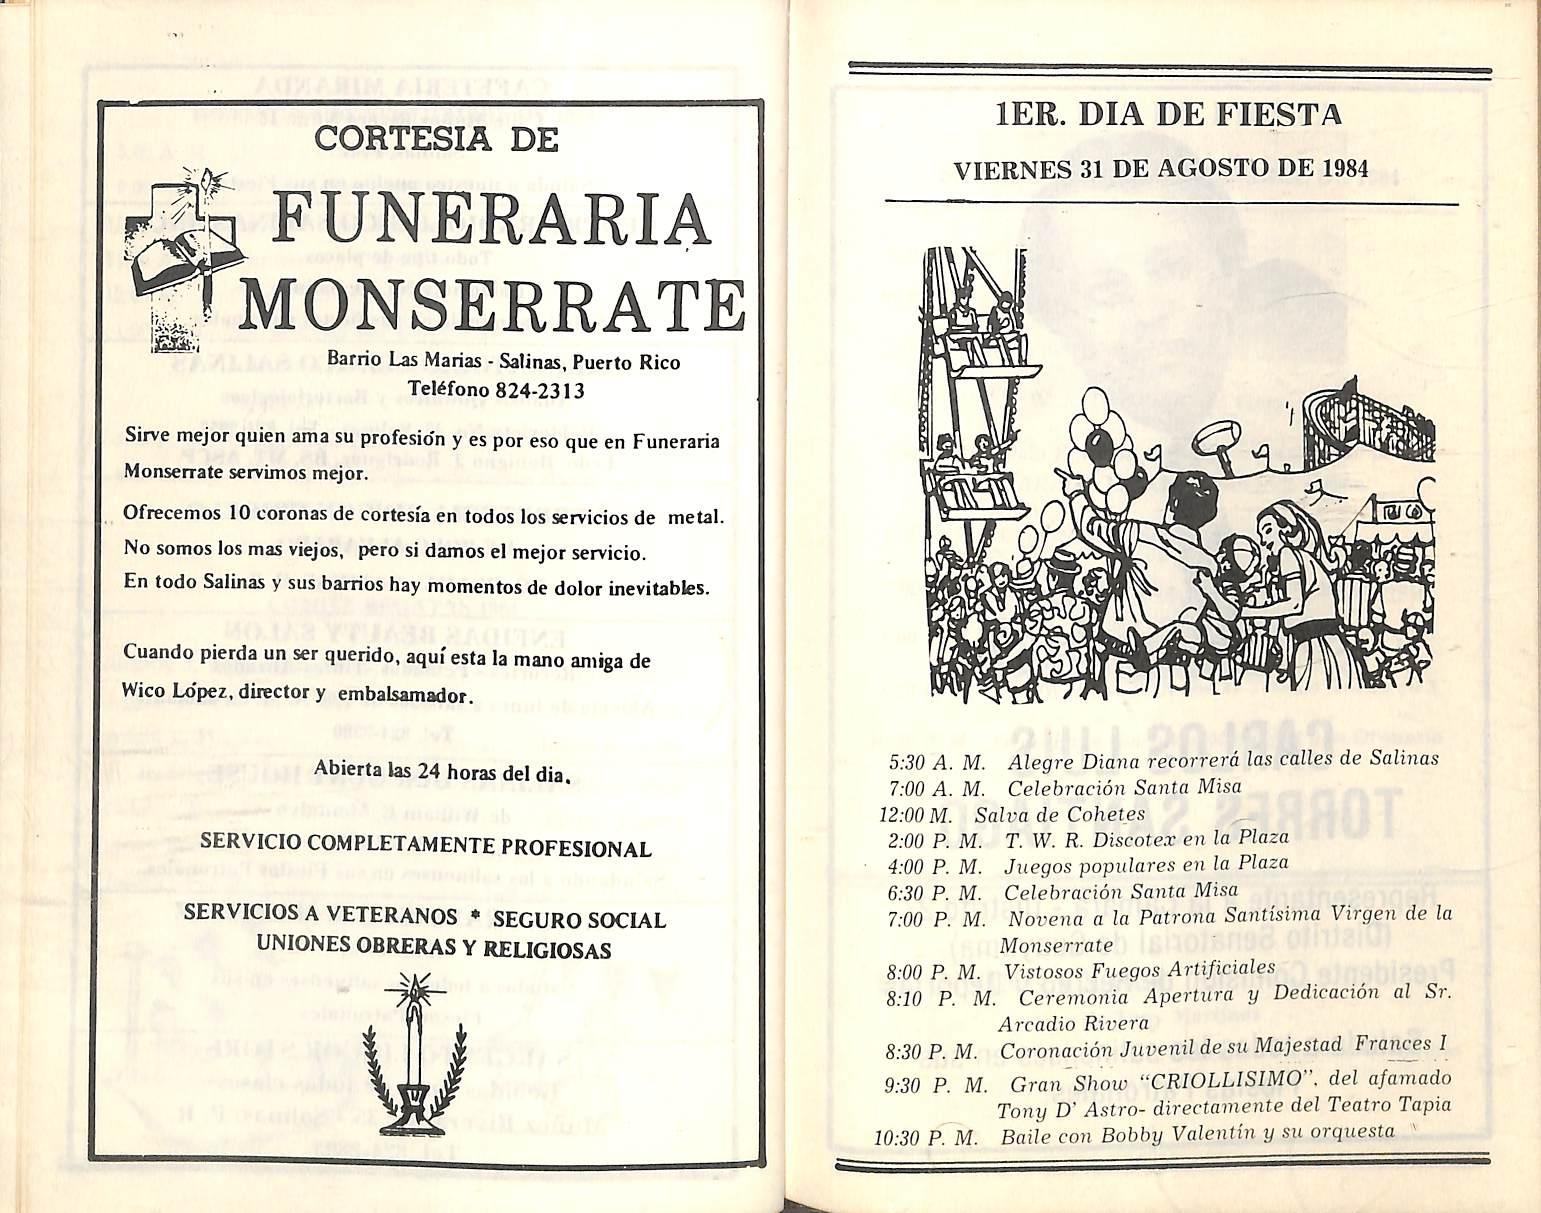 CORTESIA DE
FUNERARIA
MONSERRATE
Barrio Las Marias - Salinas, Puerto Rico
Teléfono 824-2313
Sirve mejor quien ama su profesión y es por eso que en Funeraria
Monserrate servimos mejor.
Ofrecemos 10 coronas de cortesía en todos los servicios de metal.
No somos los mas viejos, pero si damos el mejor servicio.
En todo Salinas y sus barrios hay momentos de dolor inevitables.
Cuando pierda un ser querido, aquí esta la mano amiga de
Wico López, director y embalsamador.
Abierta las 24 horas del dia.
SERVICIO COMPLETAMENTE PROFESIONAL
SERVICIOS A VETERANOS * SEGURO SOCIAL
UNIONES OBRERAS Y RELIGIOSAS
1ER. DIA DE FIESTA
VIERNES 31 DE AGOSTO DE 1984
5:30 A. M. Alegre Diana recorrerá las calles de Salinas
7:00 A. M. Celebración Santa Misa
12:00 M. Salva de Cohetes
2:00 P. M. T. W. R. Discotex en la Plaza
4:00 P. M. Juegos populares en la Plaza
6:30 P. M. Celebración Santa Misa
7:00 P. M. Novena a la Patrona Santísima Virgen de la
Monserrate
8:00 P. M. Vistosos Fuegos Artificiales
8:10 P. M. Ceremonia Apertura y Dedicación al Sr.
Arcadio Rivera
8:30 P. M. Coronación Juvenil de su Majestad Frances I
9:30 P. M. Gran Show "CRIOLLISIMO". del afamado
Tony D' Astro- directamente del Teatro Tapia
10:30 P. M. Baile con Bobby Valentín y su orquesta